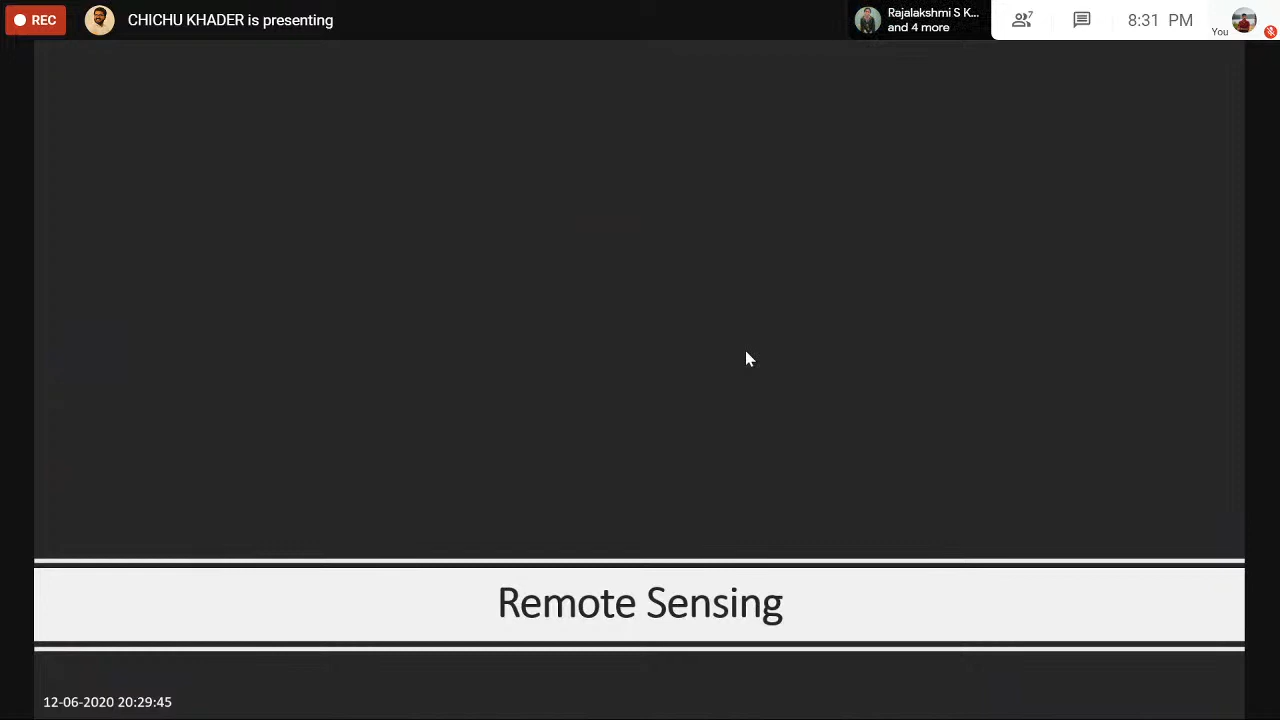 REC
CHICHU KHADER is presenting
Rajalakshmi S K...
and 4 more
7
8:31 PM
You
Remote Sensing
12-06-2020 20:29:45